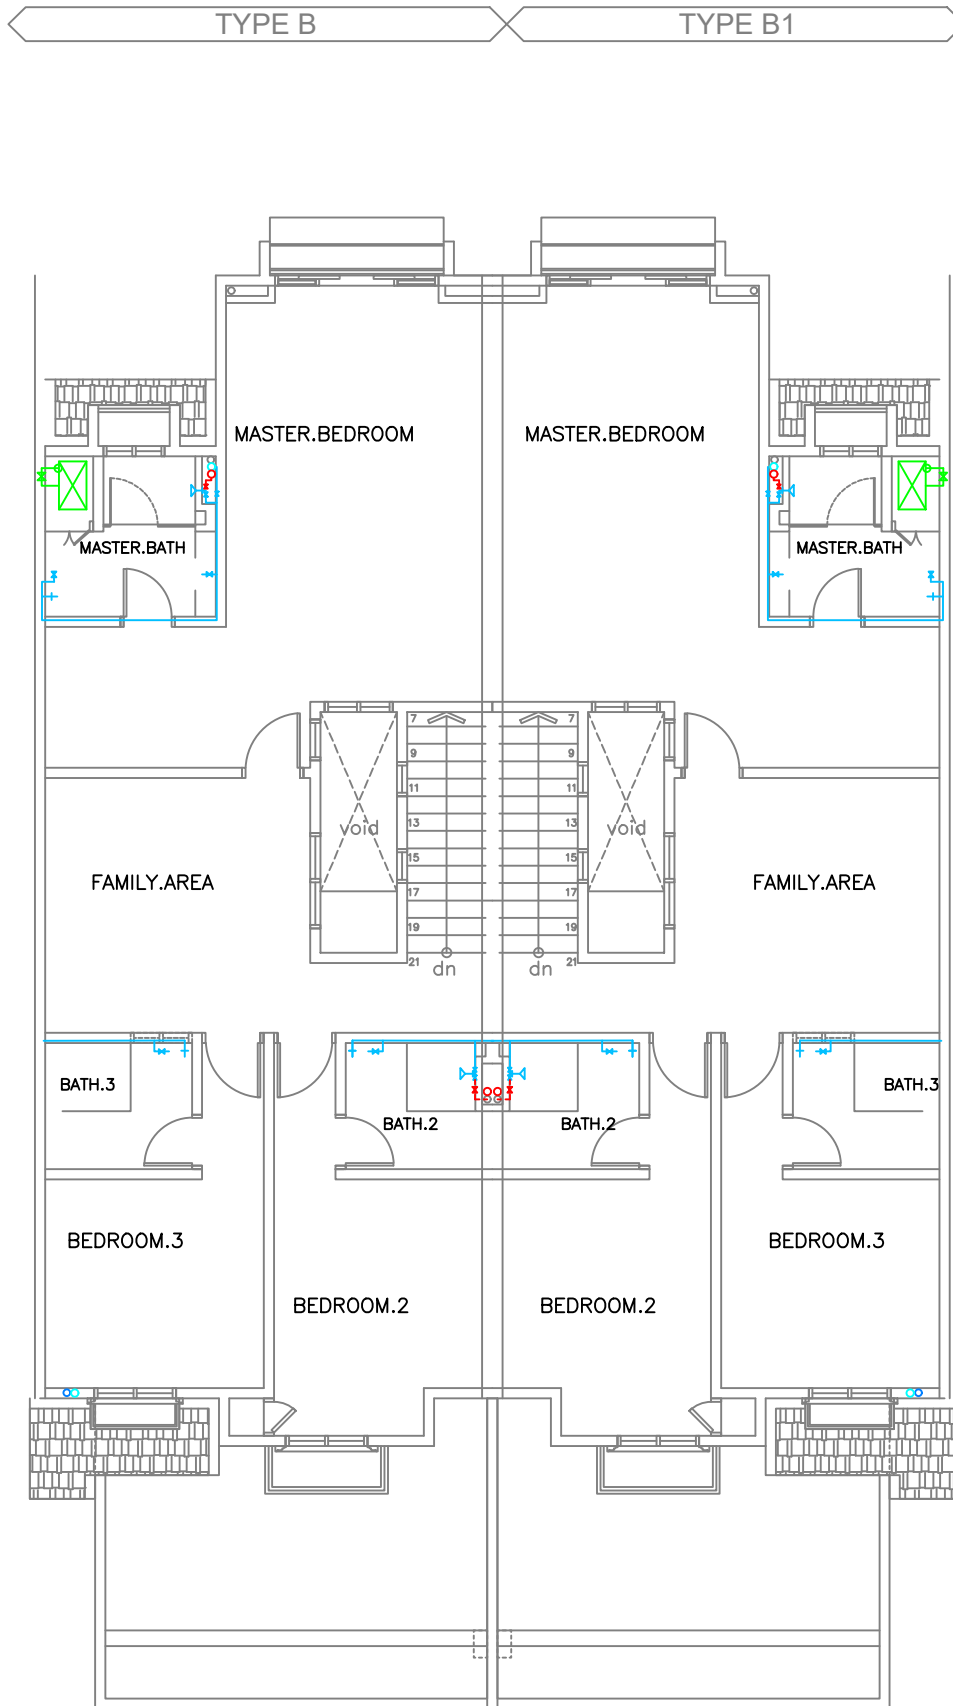 TYPE B
TYPE B1
MASTER.BEDROOM
MASTER.BEDROOM
MASTER.BATH
MASTER.BATH
7
7
9
9
11
11
13
13
void
void
15
15
FAMILY.AREA
FAMILY.AREA
17
17
19
19
21
21
dn
dn
BATH.3
BATH.3
BATH.2
BATH.2
BEDROOM.3
BEDROOM.3
BEDROOM.2
BEDROOM.2